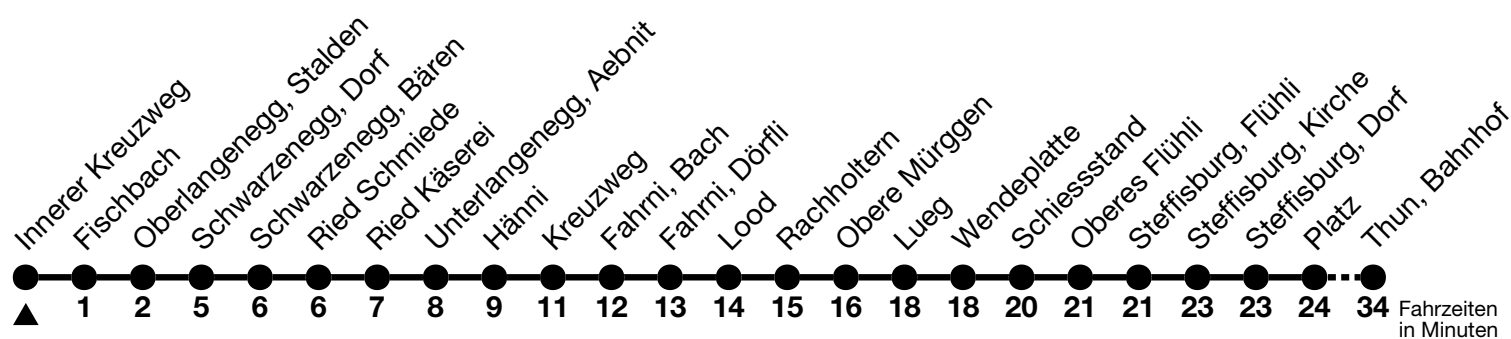 Innerer Kreuzweg
Fischbach
Oberlangenegg, Stalden
Schwarzenegg, Dorf
Schwarzenegg, Bären
Ried Schmiede
Ried Käserei
Unterlangenegg, Aebnit
Hänni
Kreuzweg
Fahrni, Bach
Fahrni, Dörfli
Lood
Rachholtern
Obere Mürggen
Lueg
Wendeplatte
Schiessstand
Oberes Flühli
Steffisburg, Flühli
Steffisburg, Kirche
Steffisburg, Dorf
Platz
Thun, Bahnhof
1 2 5 6 6 7 8 9 11 12 13 14 15 16 18 18 20 21 21 23 23 24 34 Fahrzeiten
in Minuten